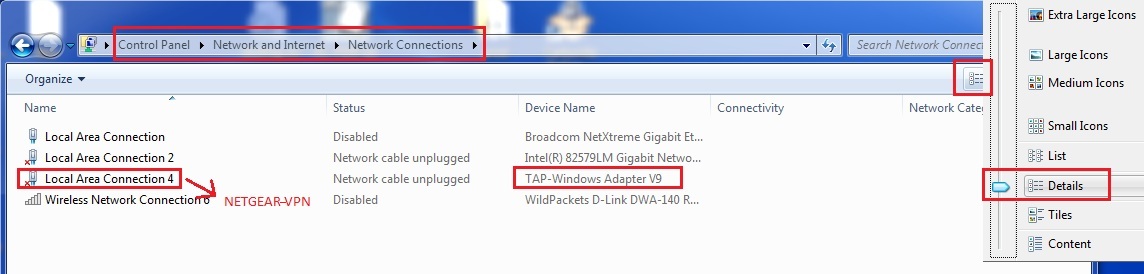 Control Panel Network and Internet Network Connections
Search Network Connec
Organize
Name Status Device Name Connectivity Network Categ
Local Area Connection Disabled Broadcom NetXtreme Gigabit Et...
Local Area Connection 2 Network cable unplugged Intel(R) 82579LM Gigabit Netwo...
Local Area Connection 4 Network cable unplugged TAP-Windows Adapter V9
Wireless Network Connection 6 Disabled WildPackets D-Link DWA-140 R...
NETGEAR-VPN
Extra Large Icons
Large Icons
Medium Icons
Small Icons
List
Details
Tiles
Content